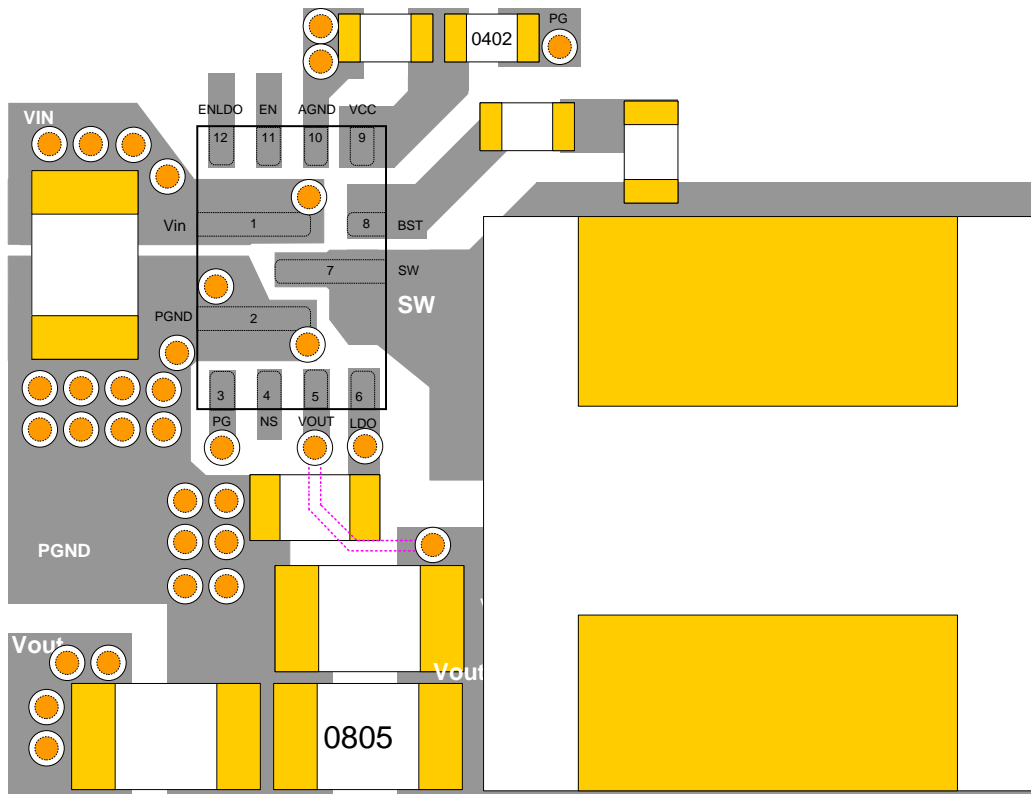 PG
0402
ENLDO EN AGND VCC
VIN
12 11 10 9
Vin 1 8 BST
7 SW
SW
PGND 2
3 4 5 6
PG NS VOUT LDO
PGND
Vout
Vout
0805